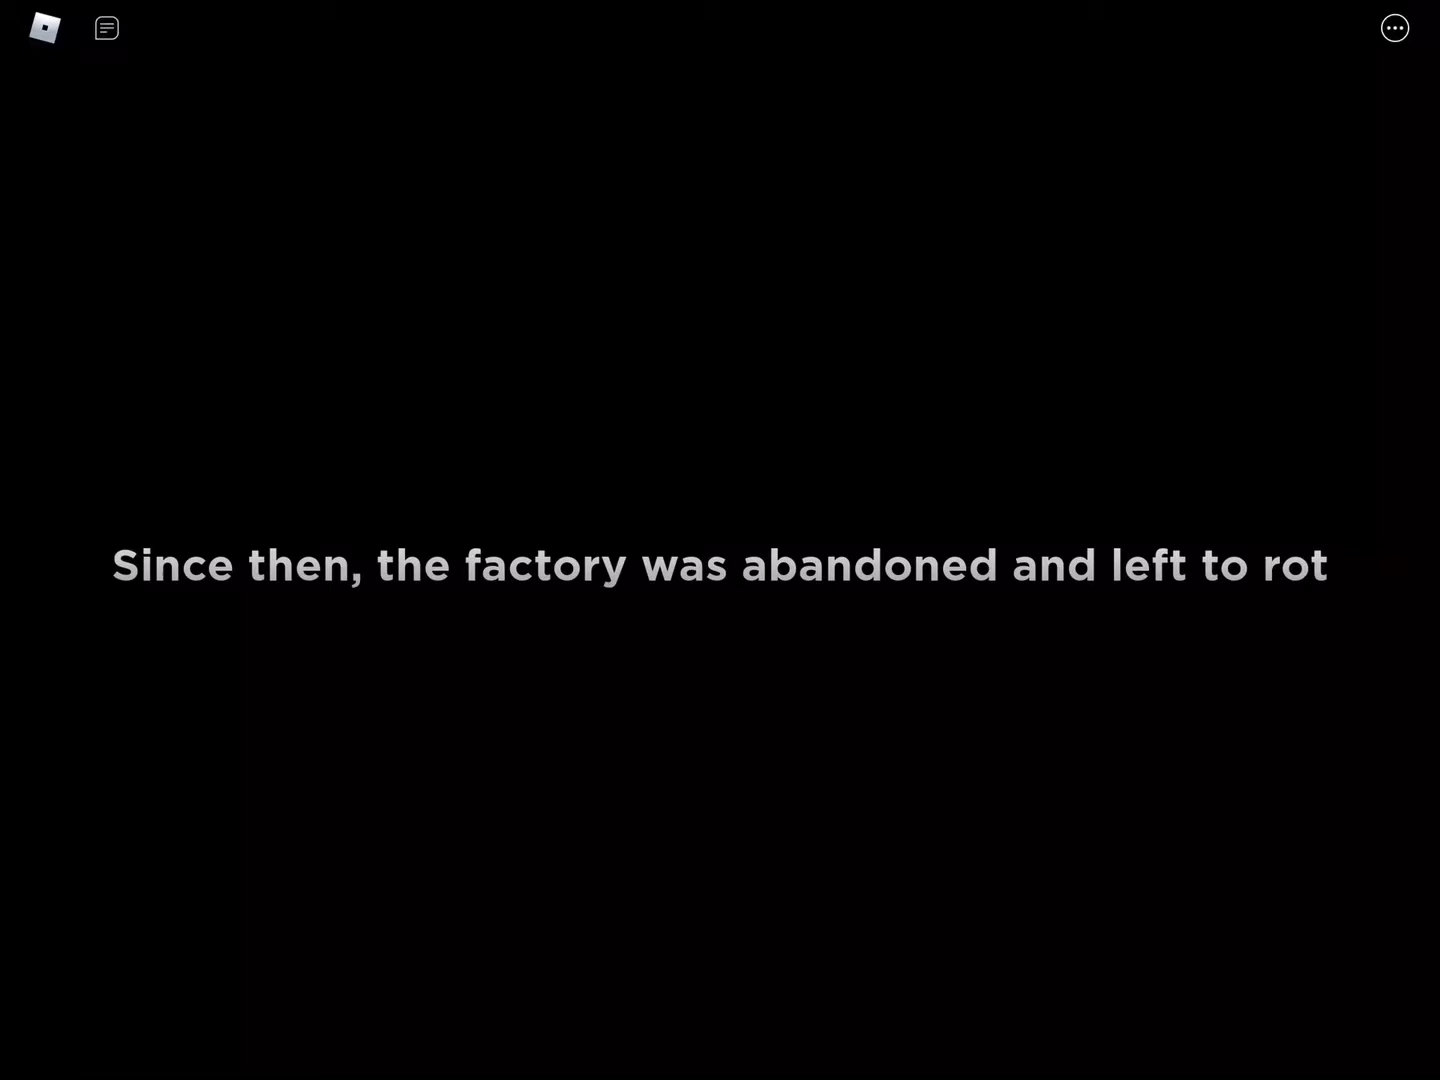 Since then, the factory was abandoned and left to rot